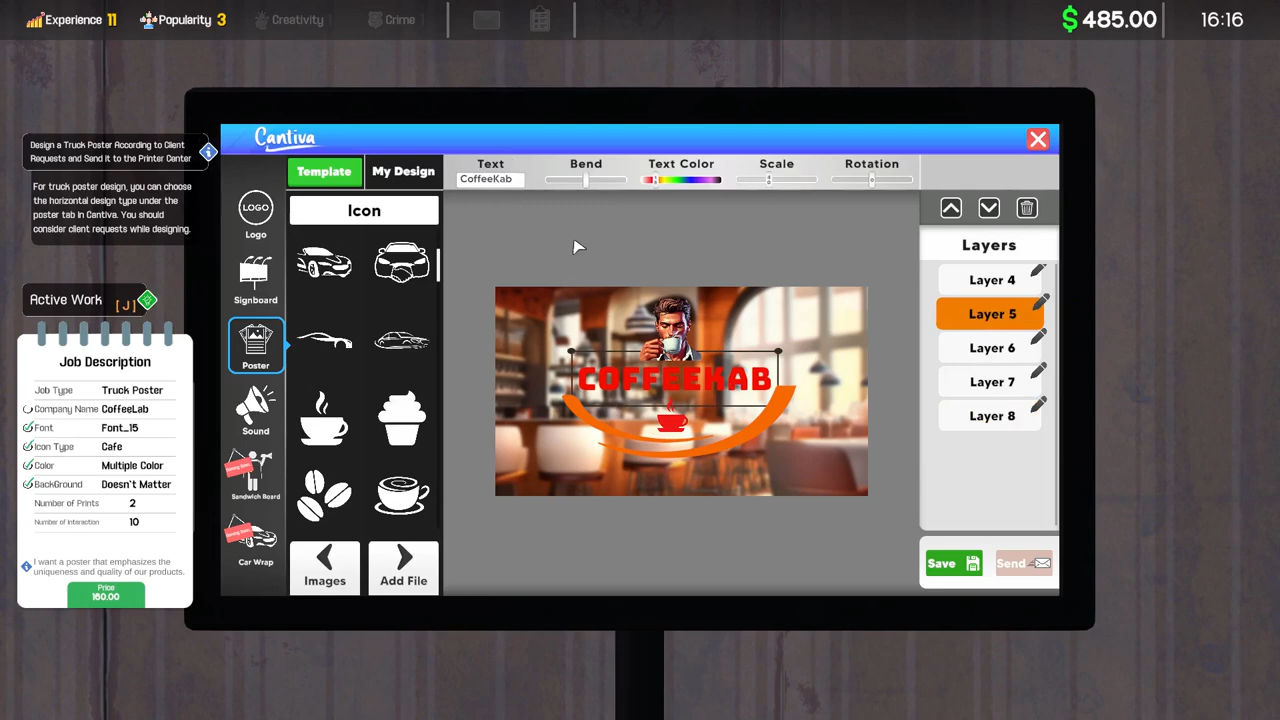 Experience 11
Popularity 3
Creativity
Crime
$ 485.00
16:16
Design a Truck Poster According to Client
Requests and Send it to the Printer Center
For truck poster design, you can choose
the horizontal design type under the
poster tab in Cantiva. You should
consider client requests while designing.
Active Work [ J ]
Job Description
Job Type Truck Poster
Company Name CoffeeLab
Font Font_15
Icon Type Cafe
Color Multiple Color
BackGround Doesn't Matter
Number of Prints 2
Number of Interaction 10
I want a poster that emphasizes the
uniqueness and quality of our products.
Price
160.00
Cantiva
LOGO
Logo
Signboard
Poster
Sound
Coming Soon
Sandwich Board
Coming Soon
Car Wrap
Template
My Design
Icon
Images
Add File
Text
CoffeeKab
Bend
Text Color
Scale
Rotation
COFFEEKAB
Layers
Layer 4
Layer 5
Layer 6
Layer 7
Layer 8
Save
Send